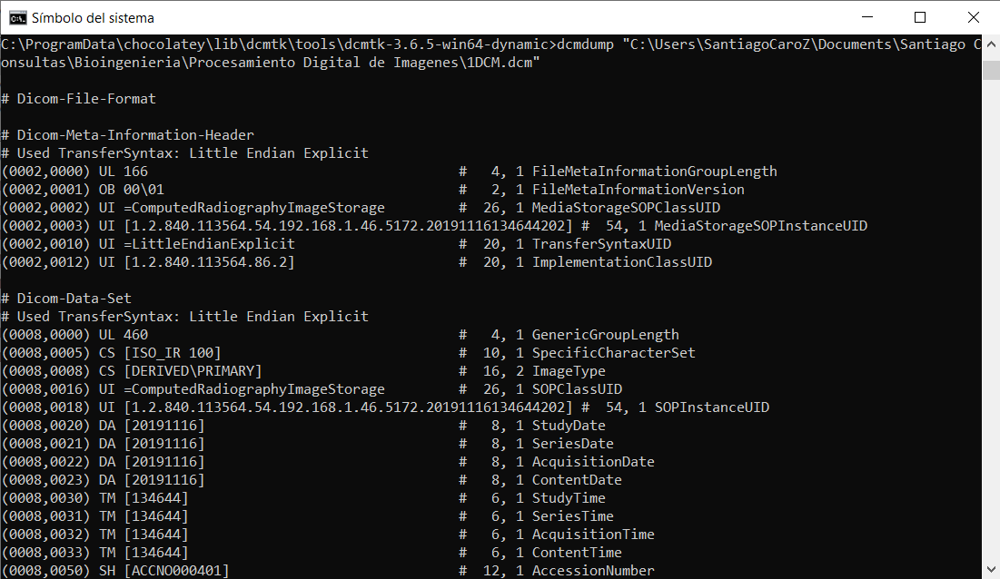 Símbolo del sistema
C:\ProgramData\chocolatey\lib\dcmtk\tools\dcmtk-3.6.5-win64-dynamic>dcmdump "C:\Users\SantiagoCaroZ\Documents\Santiago C
onsultas\Bioingenieria\Procesamiento Digital de Imagenes\1DCM.dcm"
# Dicom-File-Format
# Dicom-Meta-Information-Header
# Used TransferSyntax: Little Endian Explicit
(0002,0000) UL 166                                      #   4, 1 FileMetaInformationGroupLength
(0002,0001) OB 00\01                                    #   2, 1 FileMetaInformationVersion
(0002,0002) UI =ComputedRadiographyImageStorage         #  26, 1 MediaStorageSOPClassUID
(0002,0003) UI [1.2.840.113564.54.192.168.1.46.5172.20191116134644202] #  54, 1 MediaStorageSOPInstanceUID
(0002,0010) UI =LittleEndianExplicit                    #  20, 1 TransferSyntaxUID
(0002,0012) UI [1.2.840.113564.86.2]                    #  20, 1 ImplementationClassUID
# Dicom-Data-Set
# Used TransferSyntax: Little Endian Explicit
(0008,0000) UL 460                                      #   4, 1 GenericGroupLength
(0008,0005) CS [ISO_IR 100]                             #  10, 1 SpecificCharacterSet
(0008,0008) CS [DERIVED\PRIMARY]                        #  16, 2 ImageType
(0008,0016) UI =ComputedRadiographyImageStorage         #  26, 1 SOPClassUID
(0008,0018) UI [1.2.840.113564.54.192.168.1.46.5172.20191116134644202] #  54, 1 SOPInstanceUID
(0008,0020) DA [20191116]                               #   8, 1 StudyDate
(0008,0021) DA [20191116]                               #   8, 1 SeriesDate
(0008,0022) DA [20191116]                               #   8, 1 AcquisitionDate
(0008,0023) DA [20191116]                               #   8, 1 ContentDate
(0008,0030) TM [134644]                                 #   6, 1 StudyTime
(0008,0031) TM [134644]                                 #   6, 1 SeriesTime
(0008,0032) TM [134644]                                 #   6, 1 AcquisitionTime
(0008,0033) TM [134644]                                 #   6, 1 ContentTime
(0008,0050) SH [ACCNO000401]                            #  12, 1 AccessionNumber